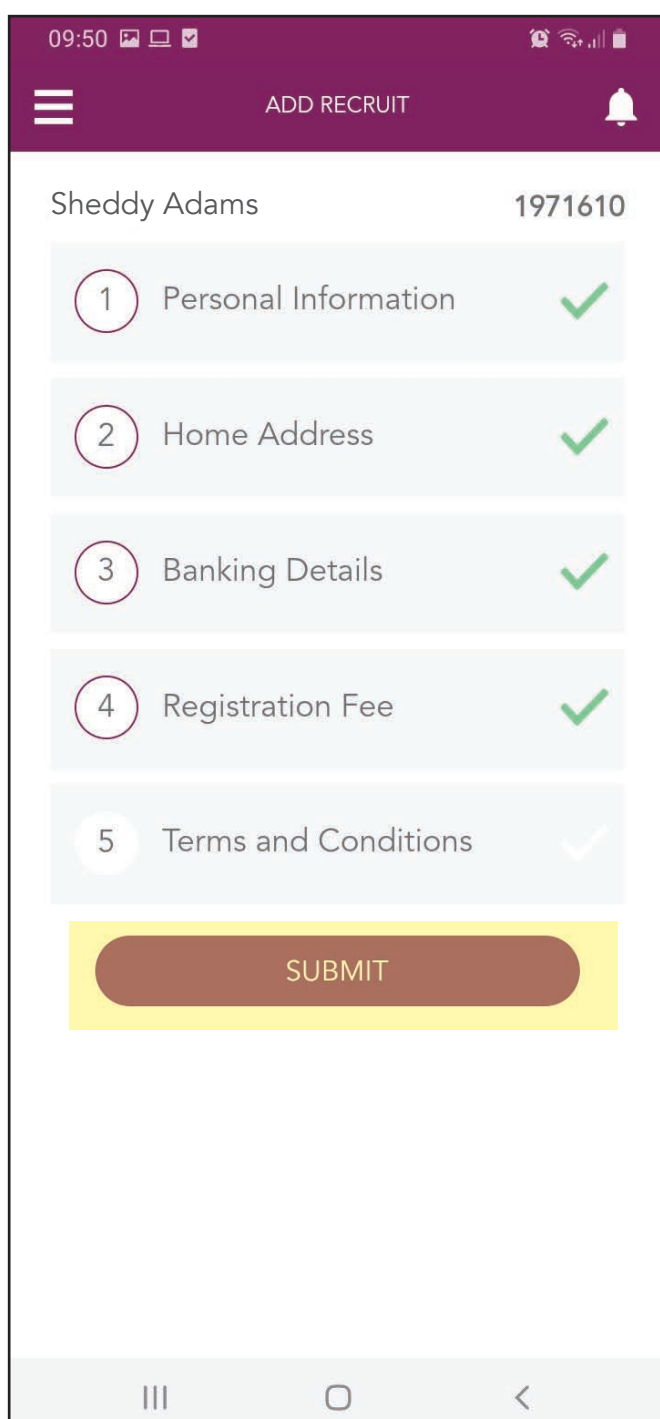 09:50
ADD RECRUIT
Sheddy Adams 1971610
1 Personal Information
2 Home Address
3 Banking Details
4 Registration Fee
5 Terms and Conditions
SUBMIT